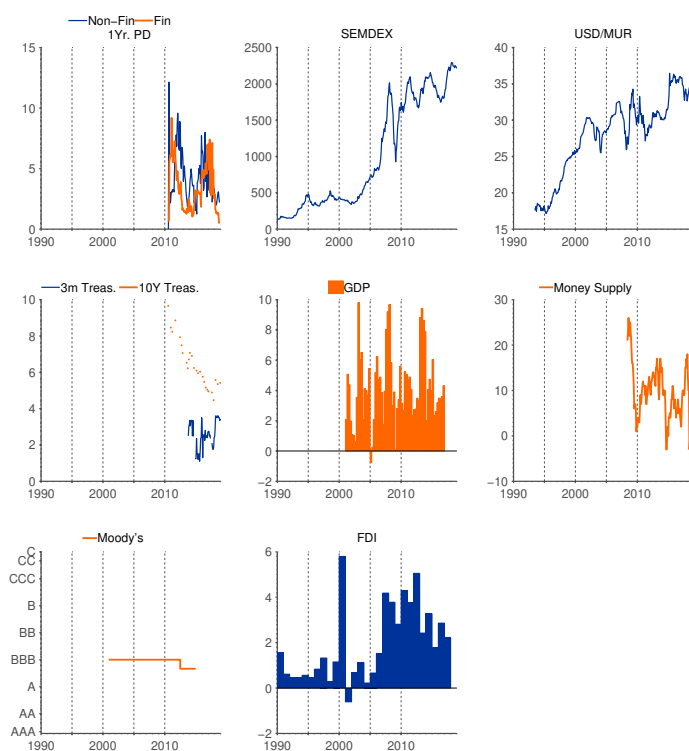 Non−Fin Fin
1Yr. PD
15
10
5
0
1990 2000 2010
SEMDEX
2500
2000
1500
1000
500
0
1990 2000 2010
USD/MUR
40
35
30
25
20
15
1990 2000 2010
3m Treas. 10Y Treas.
10
8
6
4
2
0
1990 2000 2010
GDP
10
8
6
4
2
0
−2
1990 2000 2010
Money Supply
30
20
10
0
−10
1990 2000 2010
Moody's
C
CC
CCC
B
BB
BBB
A
AA
AAA
1990 2000 2010
FDI
6
4
2
0
−2
1990 2000 2010